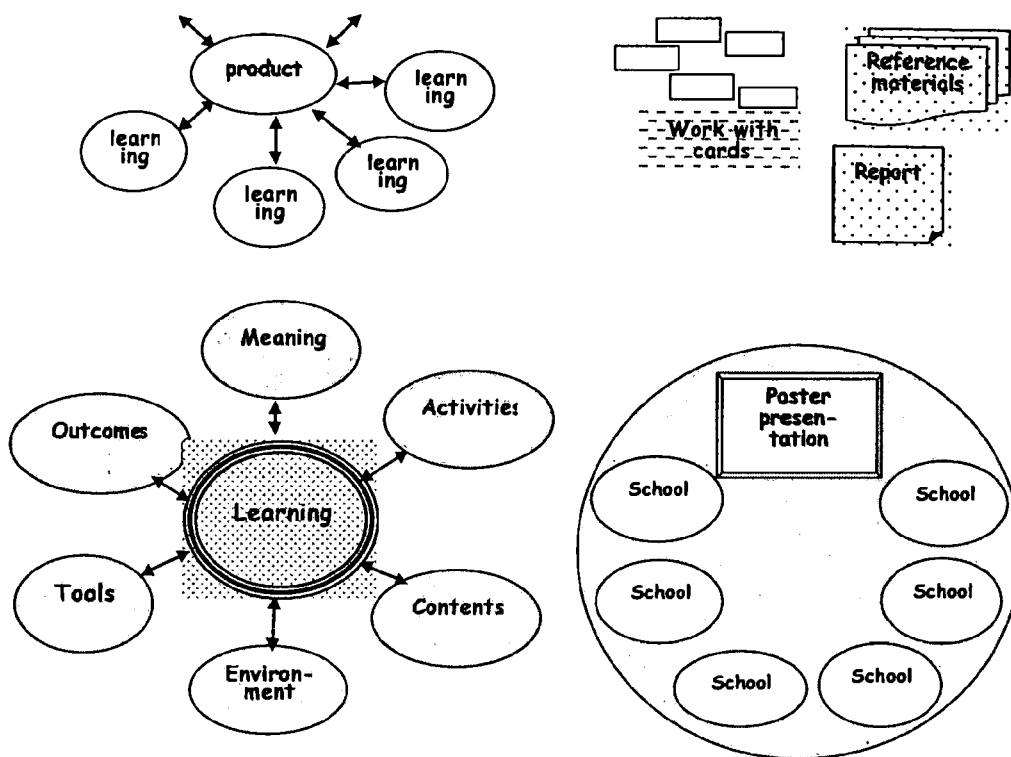 product
learn
ing
learn
ing
learn
ing
learn
ing
Work with
cards
Reference
materials
Report
Meaning
Activities
Outcomes
Learning
Tools
Contents
Environ-
ment
Poster
presen-
tation
School
School
School
School
School
School